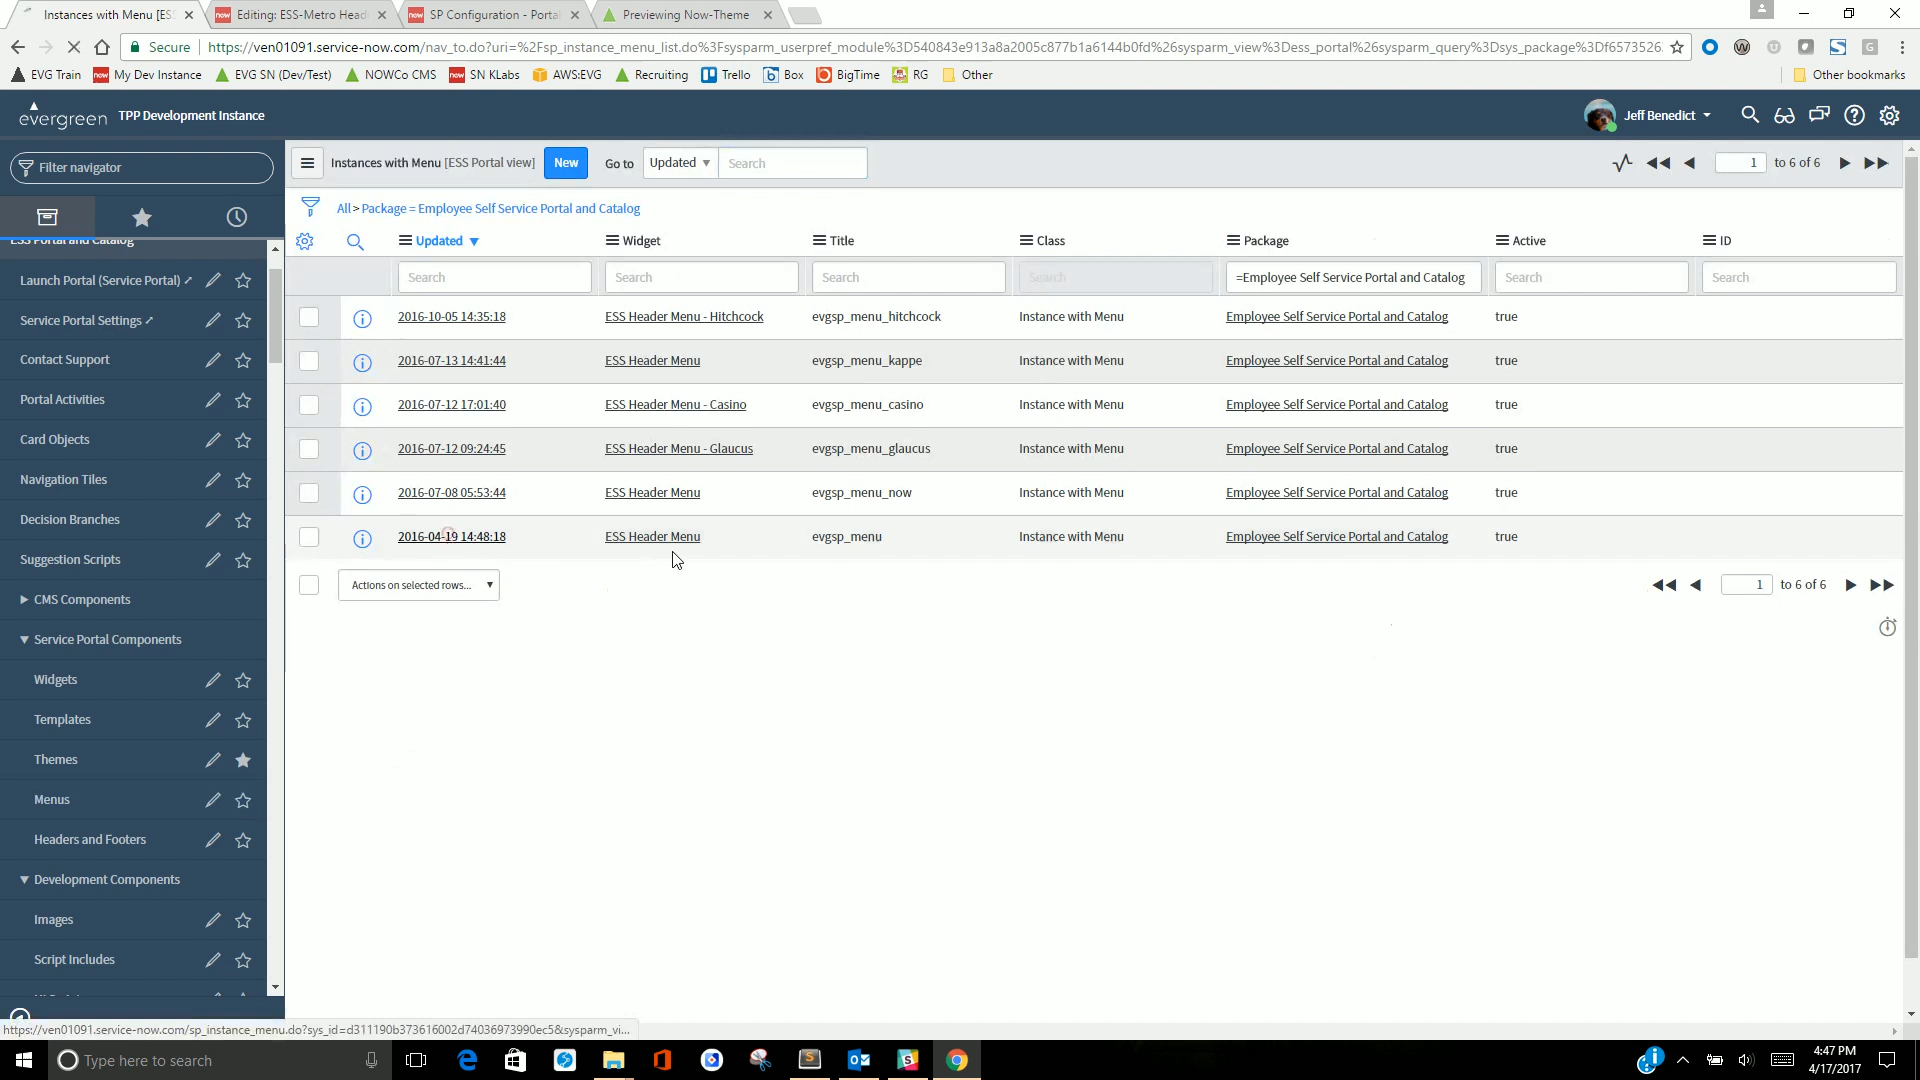 Instances with Menu [ES
Editing: ESS-Metro Head
SP Configuration - Porta
Previewing Now-Theme
Secure
https://ven01091.service-now.com/nav_to.do?uri=%2Fsp_instance_menu_list.do%3Fsysparm_userpref_module%3D540843e913a8a2005c877b1a6144b0fd%26sysparm_view%3Dess_portal%26sysparm_query%3Dsys_package%3Df6573526
EVG Train
My Dev Instance
EVG SN (Dev/Test)
NOWCo CMS
SN KLabs
AWS:EVG
Recruiting
Trello
Box
BigTime
RG
Other
Other bookmarks
evergreen
TPP Development Instance
Jeff Benedict
Filter navigator
Instances with Menu [ESS Portal view]
New
Go to
Updated
Search
1 to 6 of 6
All > Package = Employee Self Service Portal and Catalog
Updated Widget Title Class Package Active ID
Search Search Search Search =Employee Self Service Portal and Catalog Search Search
2016-10-05 14:35:18 ESS Header Menu - Hitchcock evgsp_menu_hitchcock Instance with Menu Employee Self Service Portal and Catalog true
2016-07-13 14:41:44 ESS Header Menu evgsp_menu_kappe Instance with Menu Employee Self Service Portal and Catalog true
2016-07-12 17:01:40 ESS Header Menu - Casino evgsp_menu_casino Instance with Menu Employee Self Service Portal and Catalog true
2016-07-12 09:24:45 ESS Header Menu - Glaucus evgsp_menu_glaucus Instance with Menu Employee Self Service Portal and Catalog true
2016-07-08 05:53:44 ESS Header Menu evgsp_menu_now Instance with Menu Employee Self Service Portal and Catalog true
2016-04-19 14:48:18 ESS Header Menu evgsp_menu Instance with Menu Employee Self Service Portal and Catalog true
Actions on selected rows...
1 to 6 of 6
ESS Portal and Catalog
Launch Portal (Service Portal)
Service Portal Settings
Contact Support
Portal Activities
Card Objects
Navigation Tiles
Decision Branches
Suggestion Scripts
CMS Components
Service Portal Components
Widgets
Templates
Themes
Menus
Headers and Footers
Development Components
Images
Script Includes
https://ven01091.service-now.com/sp_instance_menu.do?sys_id=d311190b373616002d74036973990ec5&sysparm_vi...
Type here to search
4:47 PM
4/17/2017